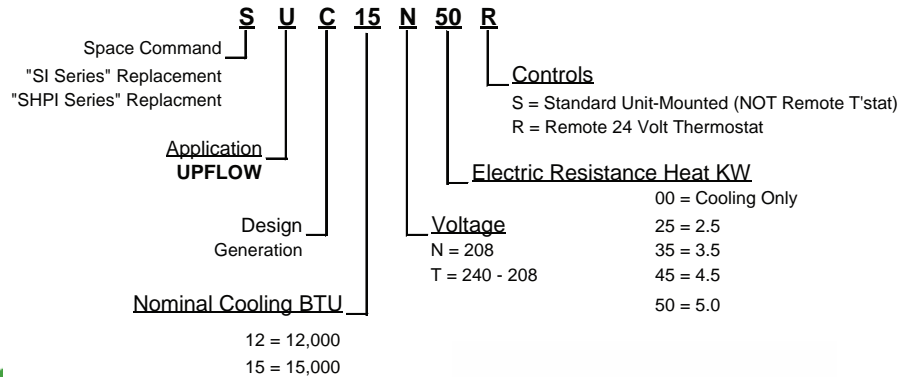 S U C 15 N 50 R
Space Command
"SI Series" Replacement
"SHPI Series" Replacment
Controls
S = Standard Unit-Mounted (NOT Remote T'stat)
R = Remote 24 Volt Thermostat
Application
UPFLOW
Electric Resistance Heat KW
00 = Cooling Only
25 = 2.5
35 = 3.5
45 = 4.5
50 = 5.0
Design
Generation
Voltage
N = 208
T = 240 - 208
Nominal Cooling BTU
12 = 12,000
15 = 15,000